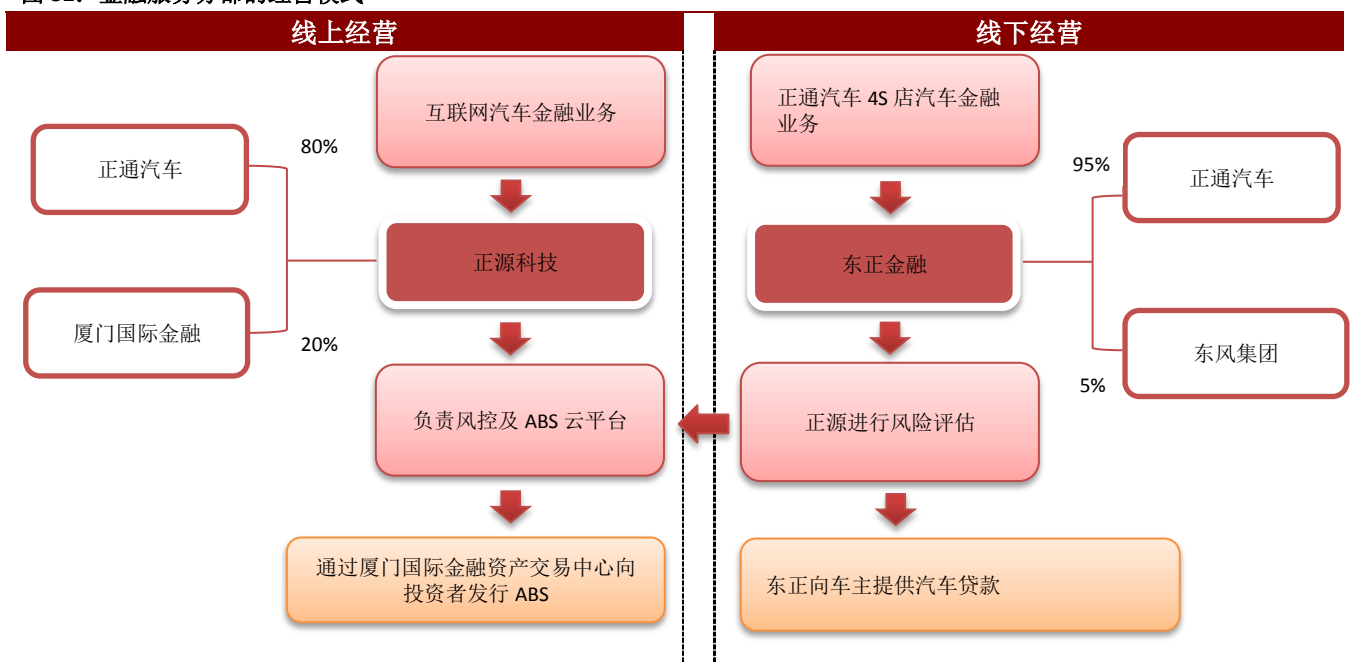 线上经营
线下经营
互联网汽车金融业务
正通汽车
80%
正源科技
厦门国际金融
20%
负责风控及 ABS 云平台
通过厦门国际金融资产交易中心向
投资者发行 ABS
正通汽车 4S 店汽车金融
业务
95%
正通汽车
东正金融
东风集团
5%
正源进行风险评估
东正向车主提供汽车贷款